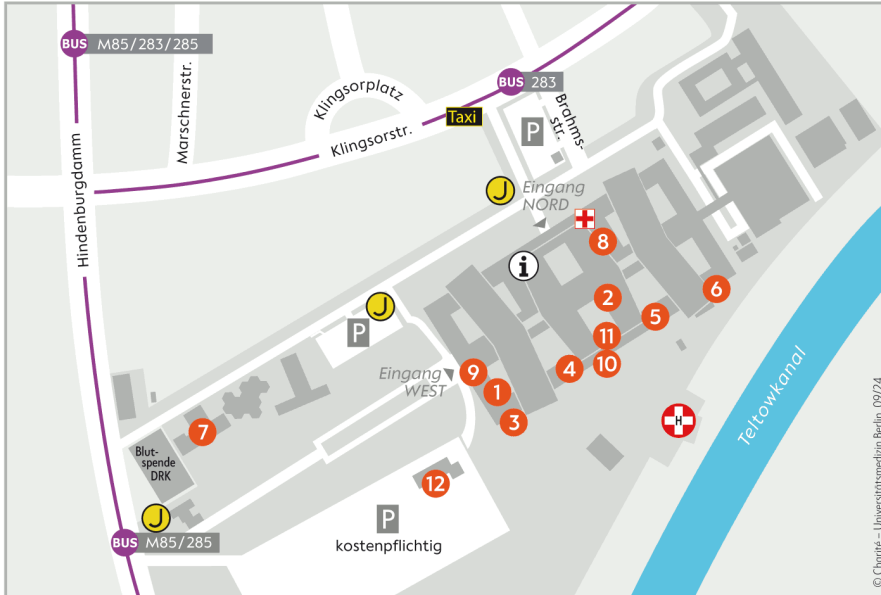 BUS M85/283/285
BUS 283
Klingsorplatz
Marschnerstr.
Taxi
Brahms-
str.
P
Klingsorstr.
Hindenburgdamm
J
Eingang
NORD
8
i
2
6
J
5
P
11
10
4
Eingang
WEST
9
1
3
H
Teltowkanal
7
Blut-
spende
DRK
12
J
P
kostenpflichtig
BUS M85/285
© Charité – Universitätsmedizin Berlin, 09/24